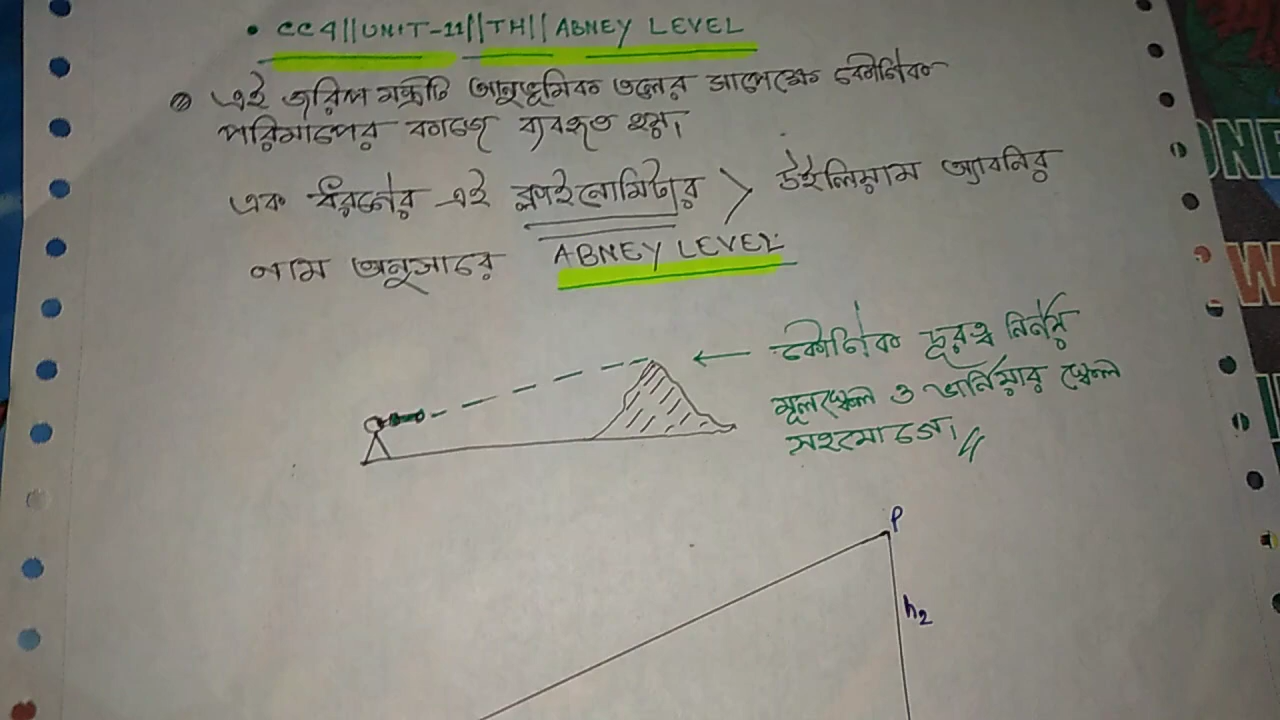 • CC4||UNIT-11||TH|| ABNEY LEVEL
এই জরিপ যন্ত্রটি আনুভূমিক তলের সাপেক্ষে কৌণিক
পরিমাপের কাজে ব্যবহৃত হয়।
এক ধরনের এই ক্লাইনোমিটার > উইলিয়াম অ্যাবনির
নাম অনুসারে ABNEY LEVEL
← কৌণিক দূরত্ব নির্ণয়
মূলস্কেল ও ভার্নিয়ার স্কেল
সহযোগে।
P
h₂
ONE
W